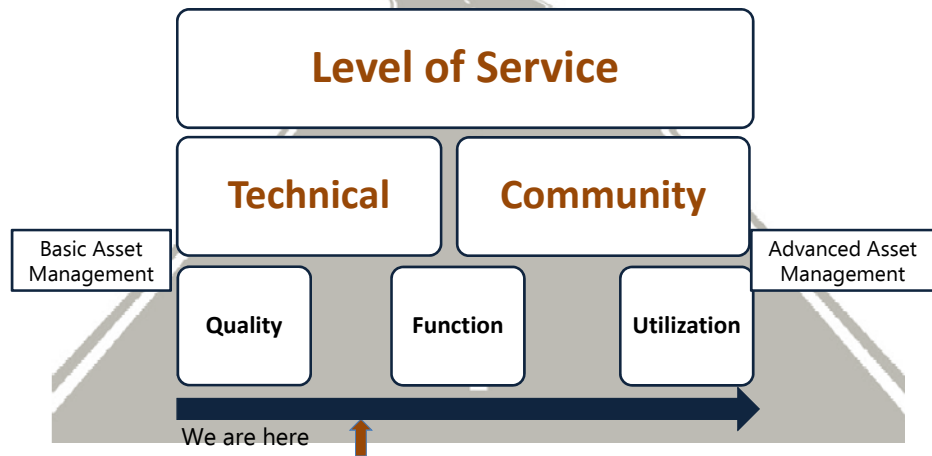 Level of Service
Technical
Community
Basic Asset
Management
Advanced Asset
Management
Quality
Function
Utilization
We are here